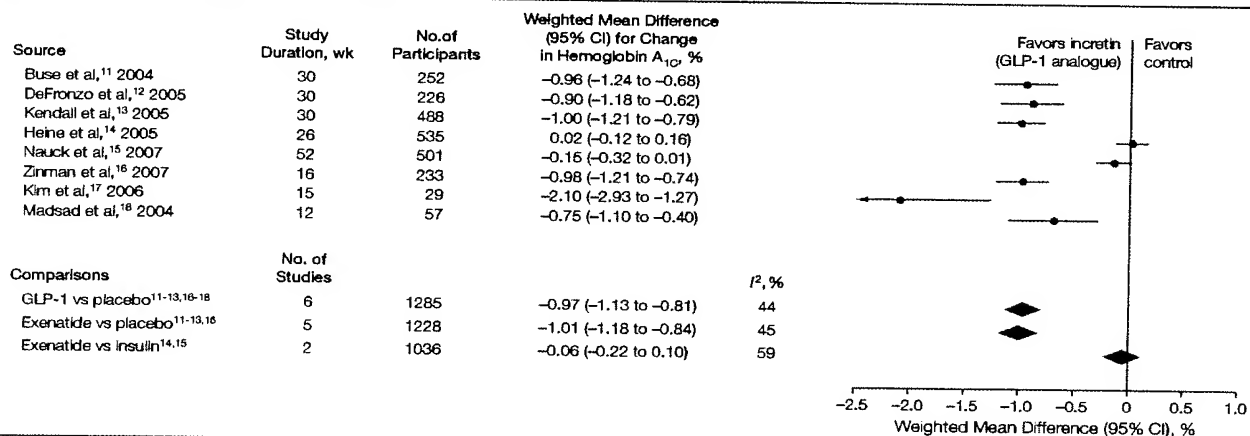 Source Study Duration, wk No.of Participants Weighted Mean Difference (95% CI) for Change in Hemoglobin A1C, % Favors incretin (GLP-1 analogue) Favors control
Buse et al,11 2004 30 252 −0.96 (−1.24 to −0.68)
DeFronzo et al,12 2005 30 226 −0.90 (−1.18 to −0.62)
Kendall et al,13 2005 30 488 −1.00 (−1.21 to −0.79)
Heine et al,14 2005 26 535 0.02 (−0.12 to 0.16)
Nauck et al,15 2007 52 501 −0.15 (−0.32 to 0.01)
Zinman et al,16 2007 16 233 −0.98 (−1.21 to −0.74)
Kim et al,17 2006 15 29 −2.10 (−2.93 to −1.27)
Madsad et al,18 2004 12 57 −0.75 (−1.10 to −0.40)
Comparisons No. of Studies I2, %
GLP-1 vs placebo11-13,16-18 6 1285 −0.97 (−1.13 to −0.81) 44
Exenatide vs placebo11-13,16 5 1228 −1.01 (−1.18 to −0.84) 45
Exenatide vs insulin14,15 2 1036 −0.06 (−0.22 to 0.10) 59
−2.5 −2.0 −1.5 −1.0 −0.5 0 0.5 1.0
Weighted Mean Difference (95% CI), %